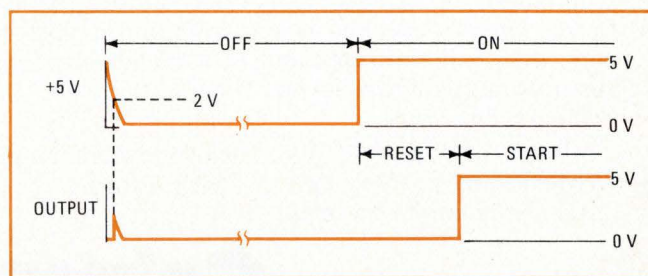 OFF ON
5 V
+5 V
2 V
0 V
RESET START
5 V
OUTPUT
0 V